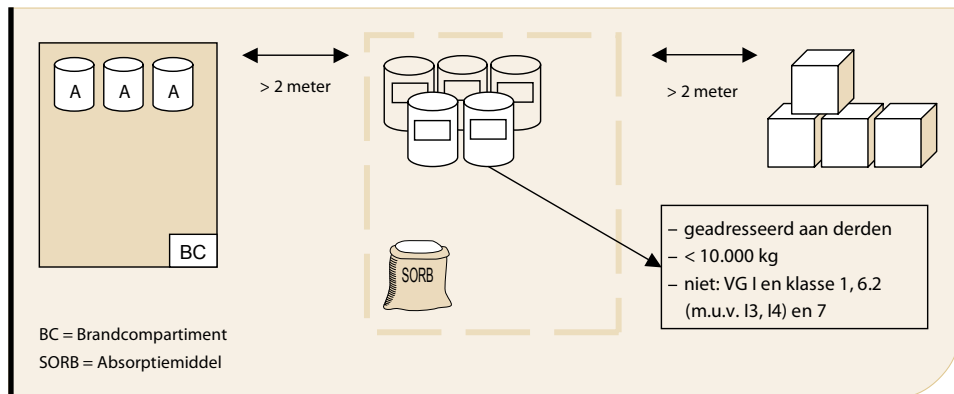 A A A
> 2 meter
> 2 meter
BC
SORB
– geadresseerd aan derden
– < 10.000 kg
– niet: VG I en klasse 1, 6.2
(m.u.v. I3, I4) en 7
BC = Brandcompartiment
SORB = Absorptiemiddel